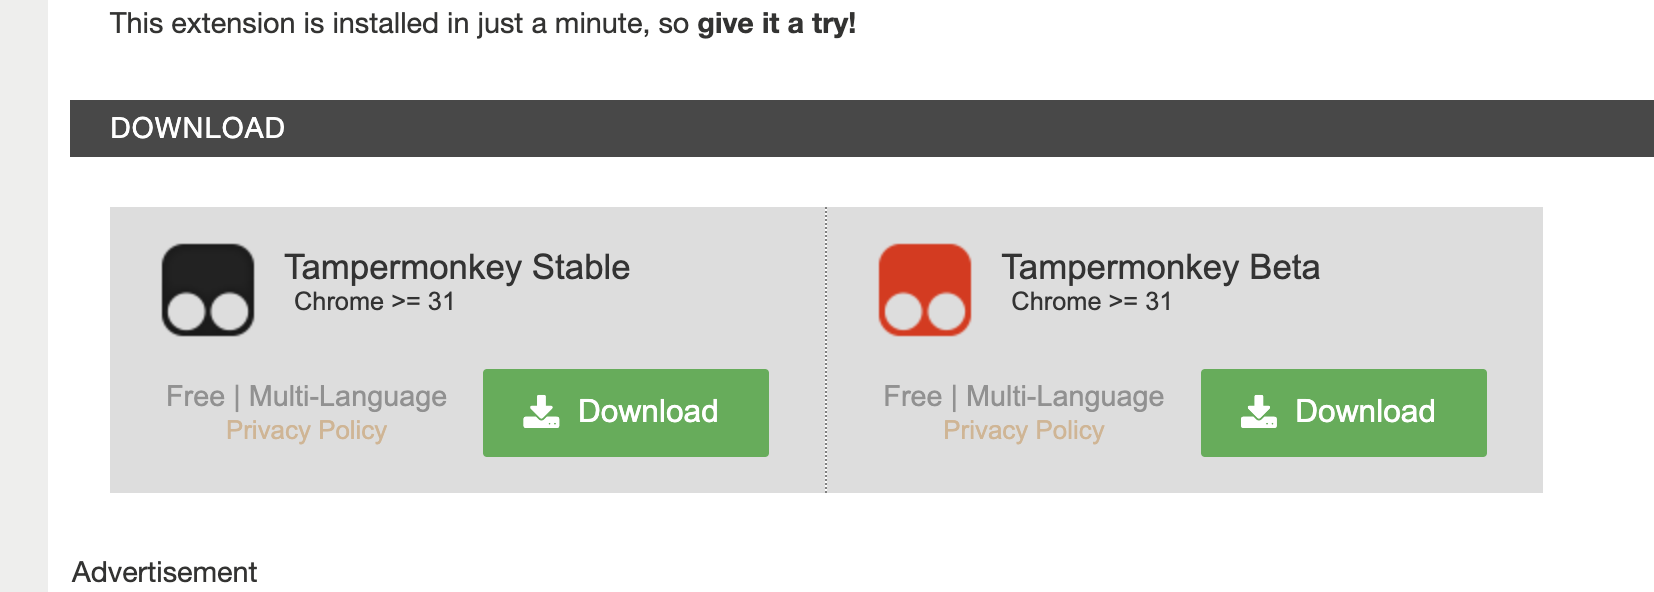 This extension is installed in just a minute, so give it a try!
DOWNLOAD
Tampermonkey Stable
Chrome >= 31
Free | Multi-Language
Privacy Policy
Download
Tampermonkey Beta
Chrome >= 31
Free | Multi-Language
Privacy Policy
Download
Advertisement